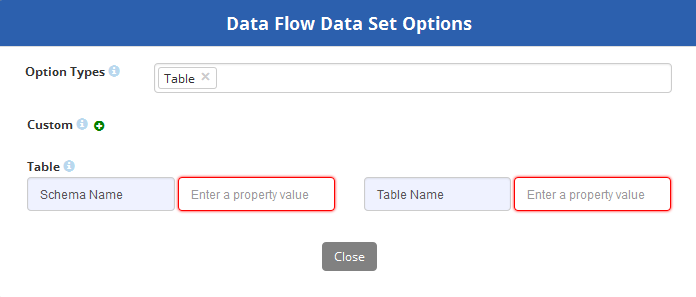 Data Flow Data Set Options
Option Types
Table ×
Custom
Table
Schema Name Enter a property value Table Name Enter a property value
Close